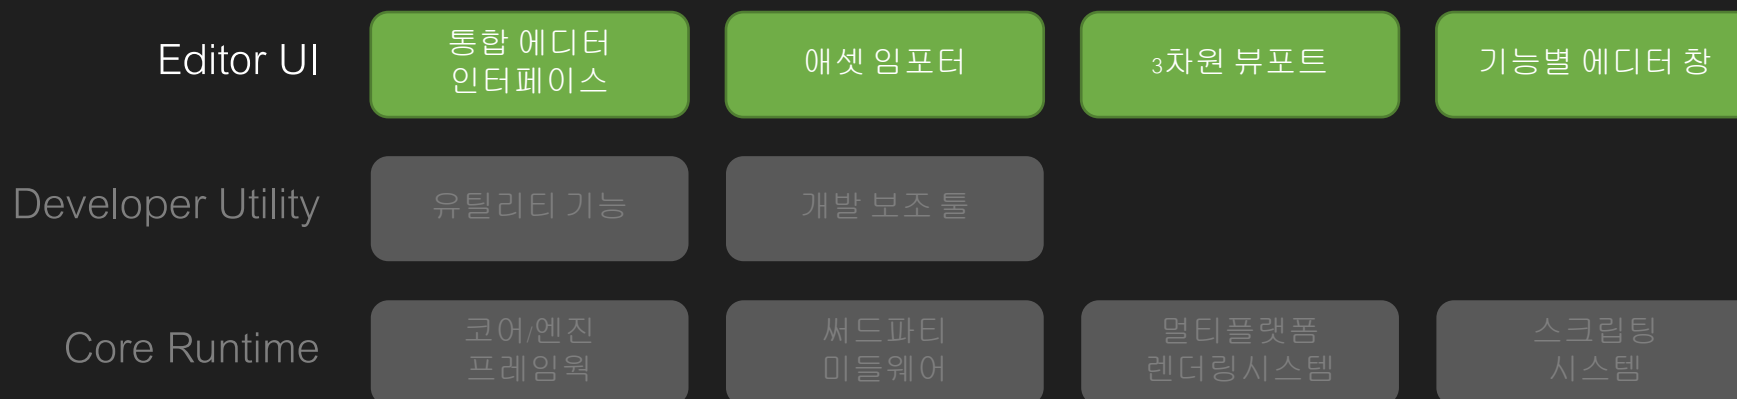 Editor UI
통합 에디터
인터페이스
애셋 임포터
3차원 뷰포트
기능별 에디터 창
Developer Utility
유틸리티 기능
개발 보조 툴
Core Runtime
코어/엔진
프레임웍
써드파티
미들웨어
멀티플랫폼
렌더링시스템
스크립팅
시스템